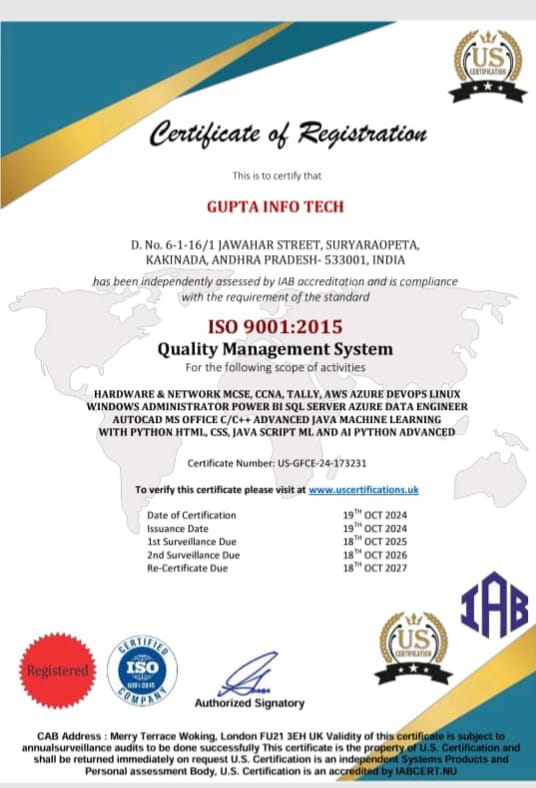 US
CERTIFICATION
Certificate of Registration
This is to certify that
GUPTA INFO TECH
D. No. 6-1-16/1 JAWAHAR STREET, SURYARAOPETA,
KAKINADA, ANDHRA PRADESH- 533001, INDIA
has been independently assessed by IAB accreditation and is compliance
with the requirement of the standard
ISO 9001:2015
Quality Management System
For the following scope of activities
HARDWARE & NETWORK MCSE, CCNA, TALLY, AWS AZURE DEVOPS LINUX
WINDOWS ADMINISTRATOR POWER BI SQL SERVER AZURE DATA ENGINEER
AUTOCAD MS OFFICE C/C++ ADVANCED JAVA MACHINE LEARNING
WITH PYTHON HTML, CSS, JAVA SCRIPT ML AND AI PYTHON ADVANCED
Certificate Number: US-GFCE-24-173231
To verify this certificate please visit at www.uscertifications.uk
Date of Certification 19TH OCT 2024
Issuance Date 19TH OCT 2024
1st Surveillance Due 18TH OCT 2025
2nd Surveillance Due 18TH OCT 2026
Re-Certificate Due 18TH OCT 2027
IAB
US
CERTIFICATION
Registered
CERTIFIED
ISO
9001:2015
COMPANY
Authorized Signatory
CAB Address : Merry Terrace Woking, London FU21 3EH UK Validity of this certificate is subject to
annualsurveillance audits to be done successfully This certificate is the property of U.S. Certification and
shall be returned immediately on request U.S. Certification is an independent Systems Products and
Personal assessment Body, U.S. Certification is an accredited by IABCERT.NU